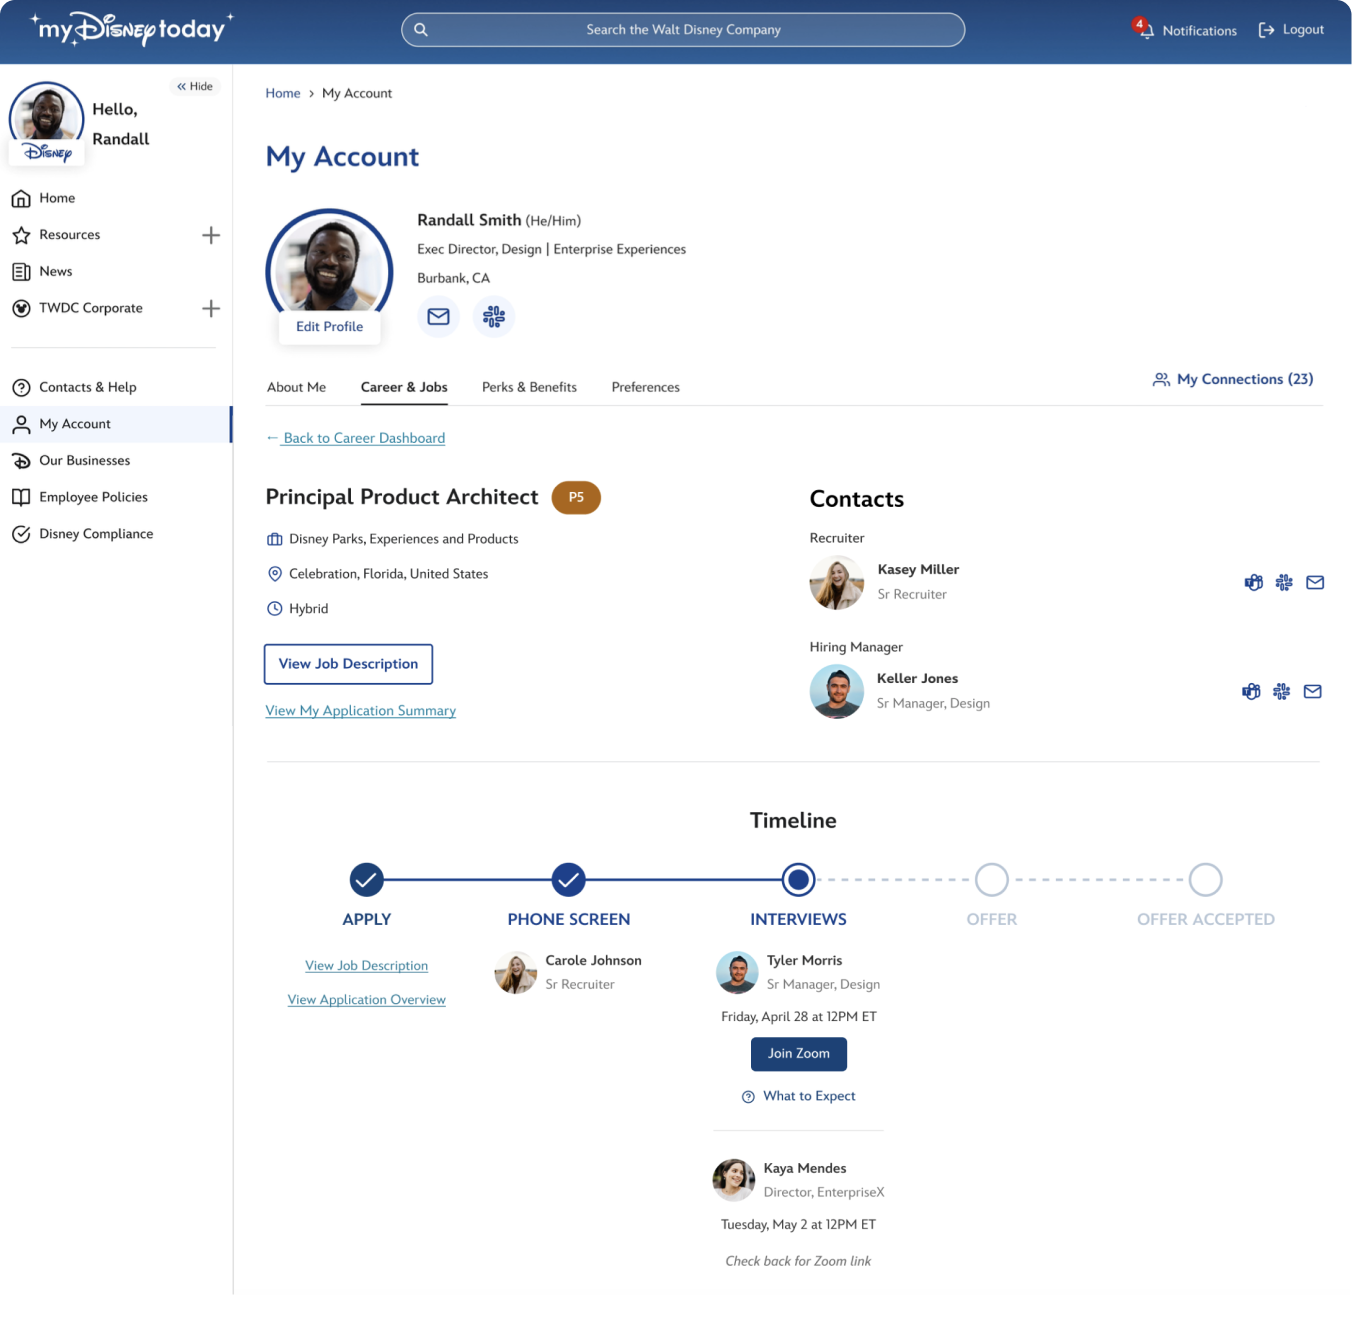 my Disney today
Search the Walt Disney Company
4
Notifications
Logout
Hide
Hello,
Randall
Disney
Home
Resources
News
TWDC Corporate
Contacts & Help
My Account
Our Businesses
Employee Policies
Disney Compliance
Home > My Account
My Account
Randall Smith (He/Him)
Exec Director, Design | Enterprise Experiences
Burbank, CA
Edit Profile
About Me
Career & Jobs
Perks & Benefits
Preferences
My Connections (23)
← Back to Career Dashboard
Principal Product Architect P5
Disney Parks, Experiences and Products
Celebration, Florida, United States
Hybrid
View Job Description
View My Application Summary
Contacts
Recruiter
Kasey Miller
Sr Recruiter
Hiring Manager
Keller Jones
Sr Manager, Design
Timeline
APPLY
PHONE SCREEN
INTERVIEWS
OFFER
OFFER ACCEPTED
View Job Description
View Application Overview
Carole Johnson
Sr Recruiter
Tyler Morris
Sr Manager, Design
Friday, April 28 at 12PM ET
Join Zoom
What to Expect
Kaya Mendes
Director, EnterpriseX
Tuesday, May 2 at 12PM ET
Check back for Zoom link